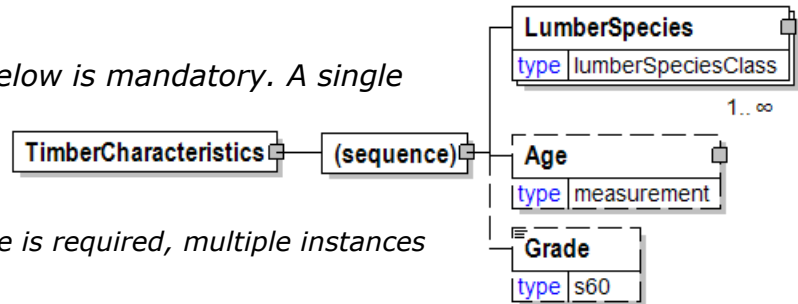 LumberSpecies
type lumberSpeciesClass
elow is mandatory. A single
1.. ∞
TimberCharacteristics
(sequence)
Age
type measurement
e is required, multiple instances
Grade
type s60